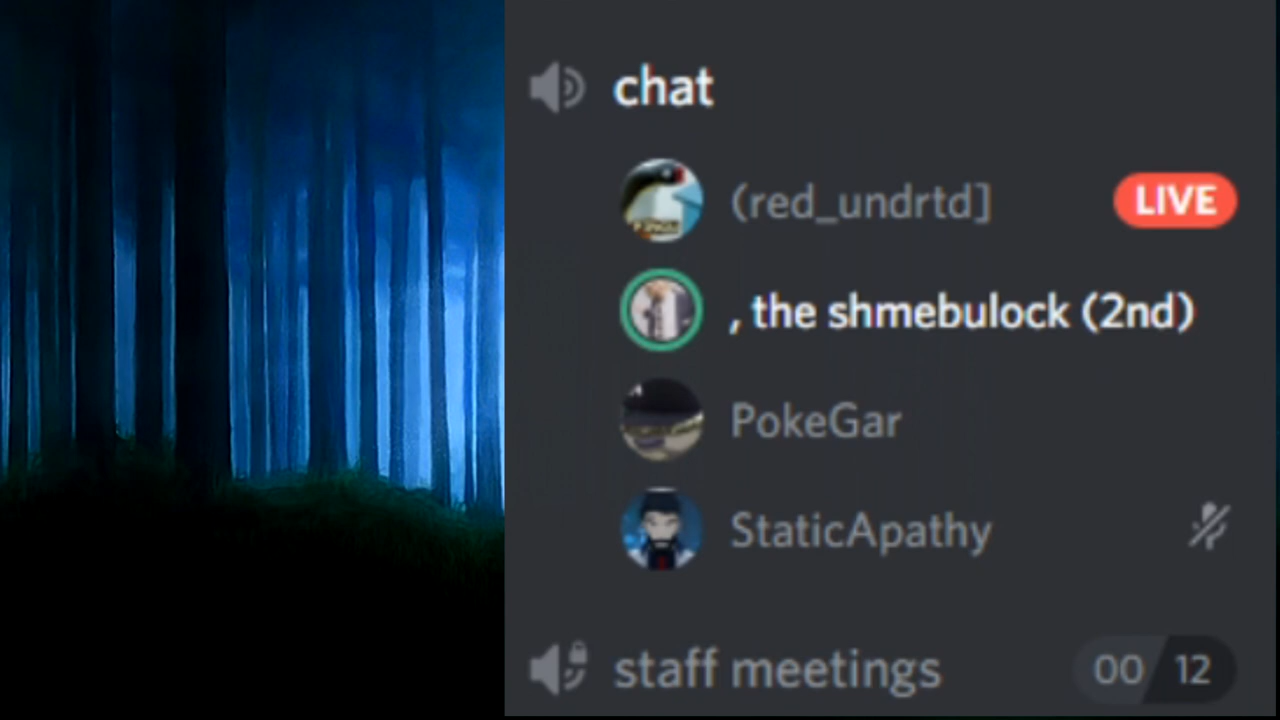 chat
(red_undrtd]
LIVE
, the shmebulock (2nd)
PokeGar
StaticApathy
staff meetings
00 12